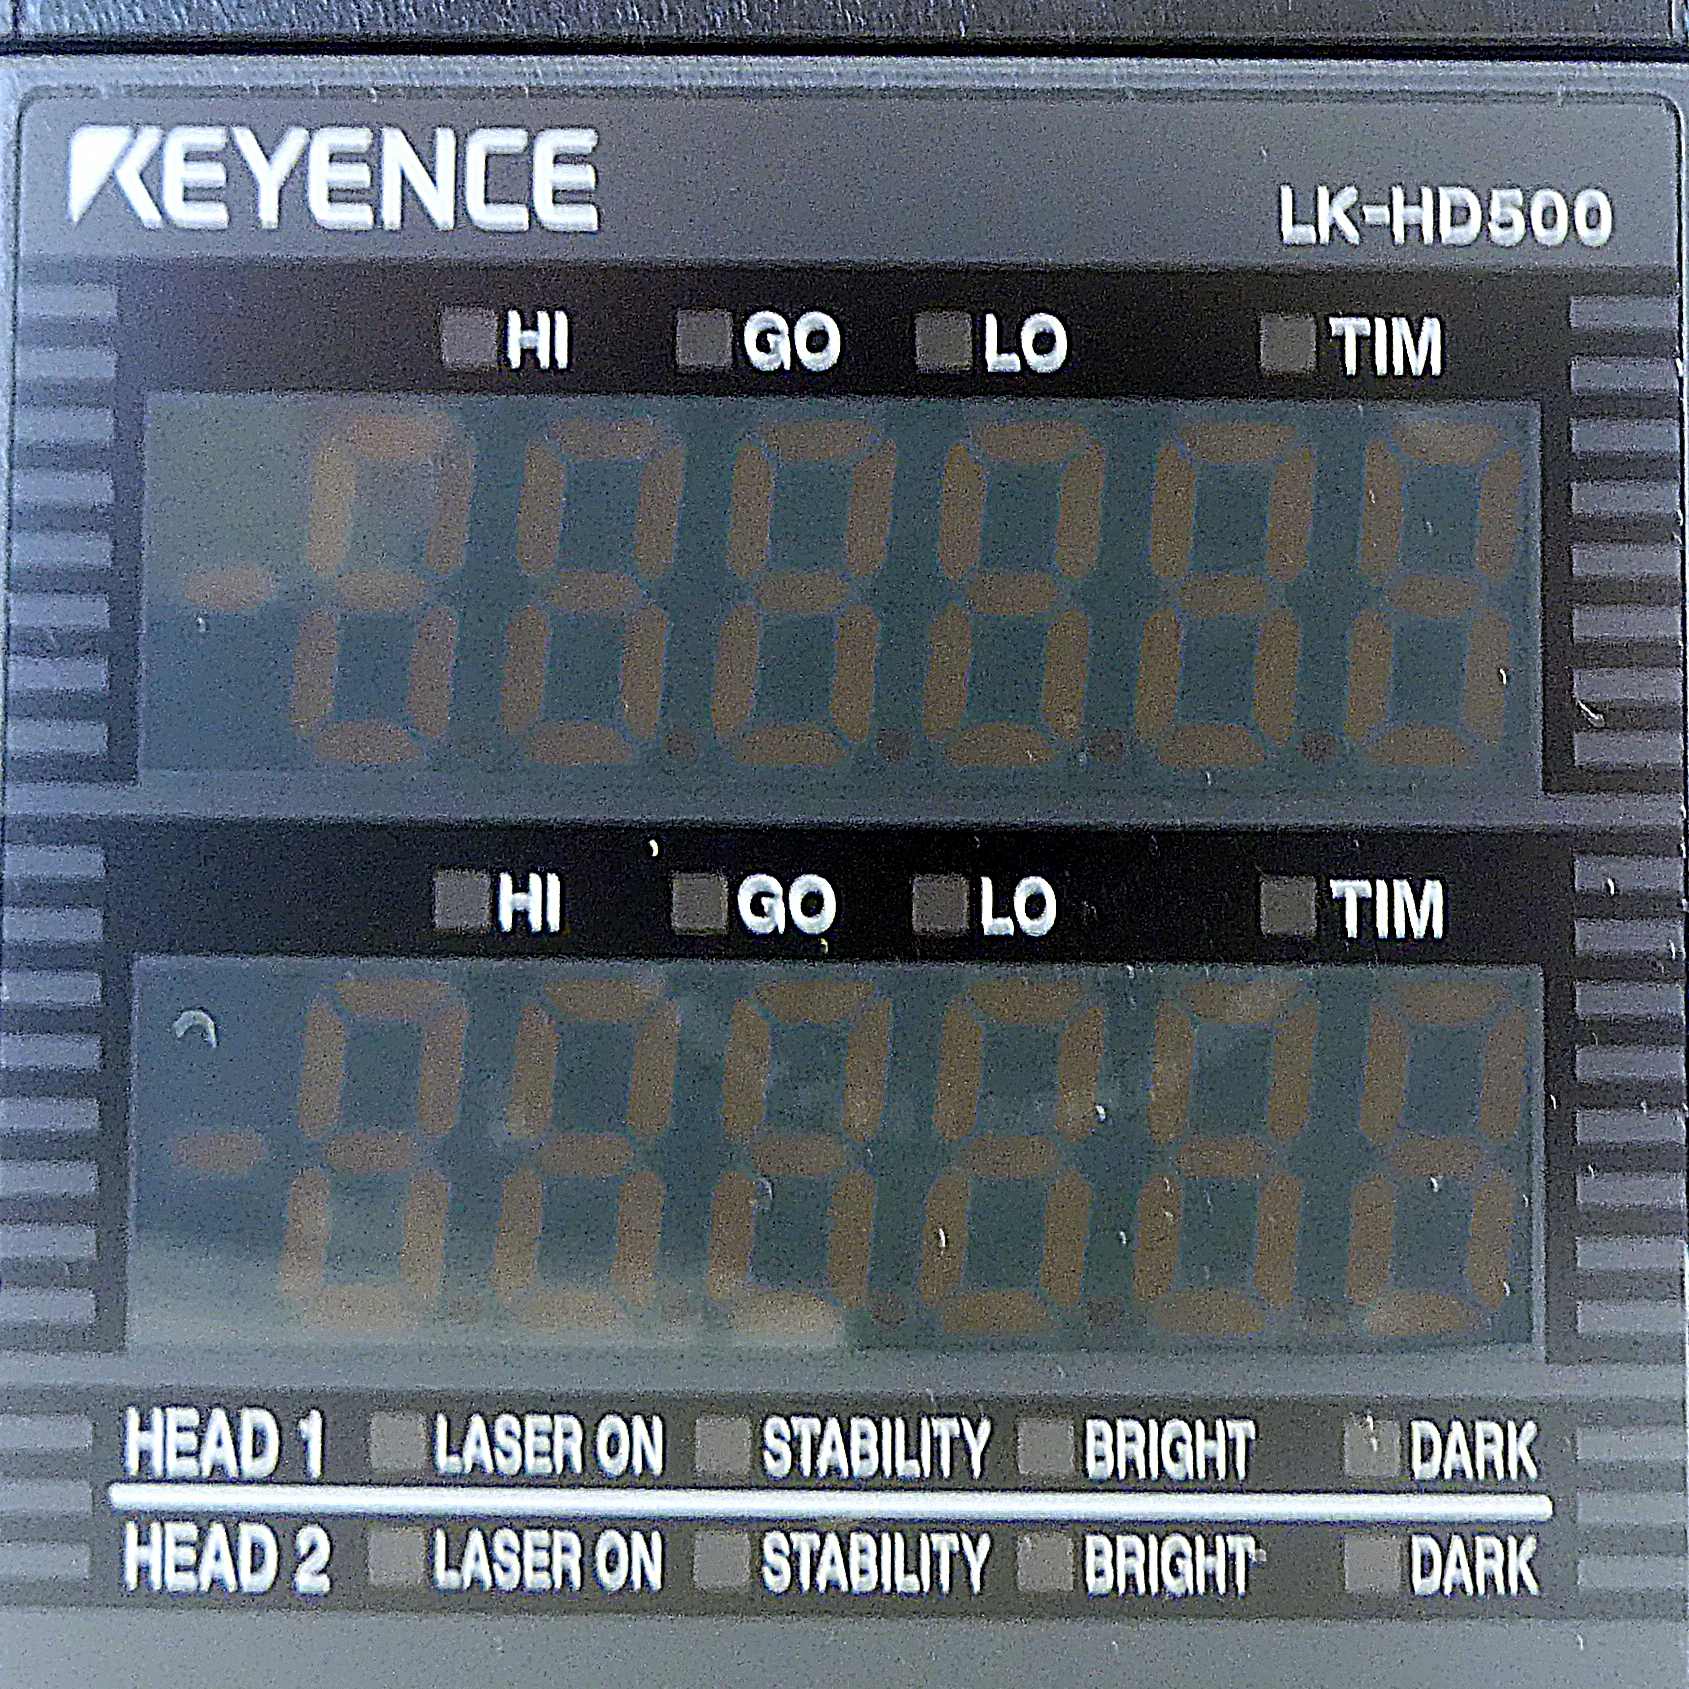 KEYENCE
LK-HD500
HI GO LO TIM
HI GO LO TIM
HEAD 1 LASER ON STABILITY BRIGHT DARK
HEAD 2 LASER ON STABILITY BRIGHT DARK